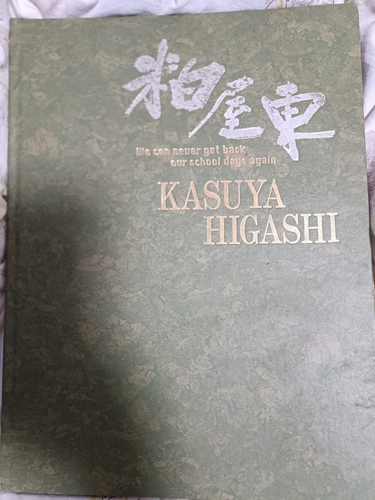 粕屋東
We can never get back
our school days again
KASUYA
HIGASHI